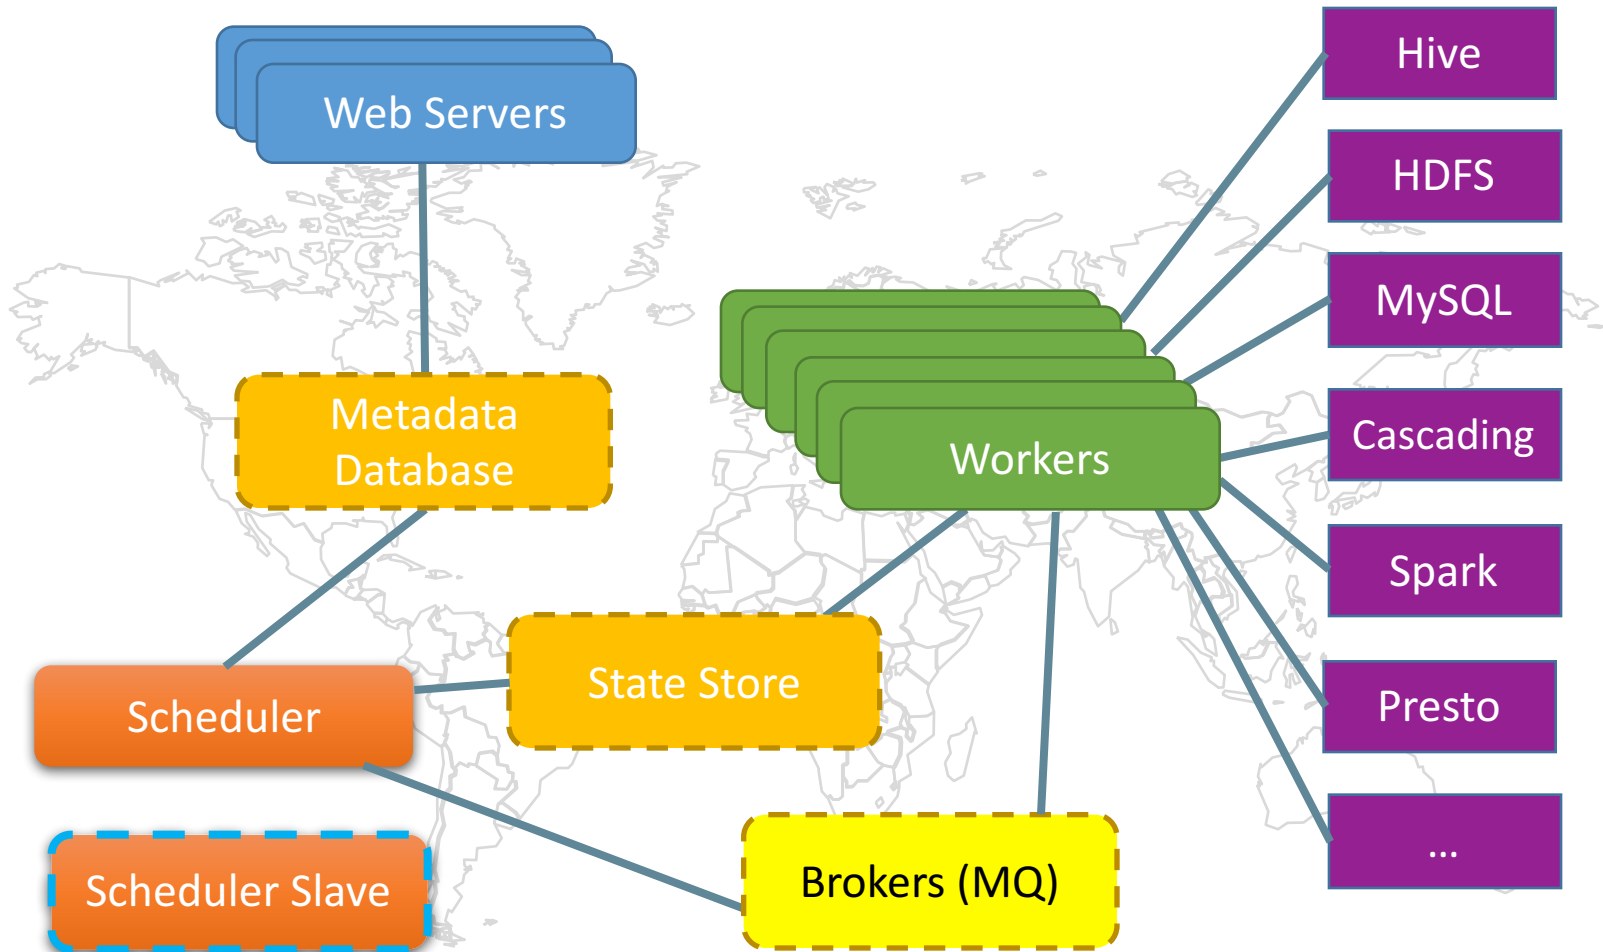 Web Servers
Metadata
Database
Scheduler
Scheduler Slave
State Store
Brokers (MQ)
Workers
Hive
HDFS
MySQL
Cascading
Spark
Presto
...